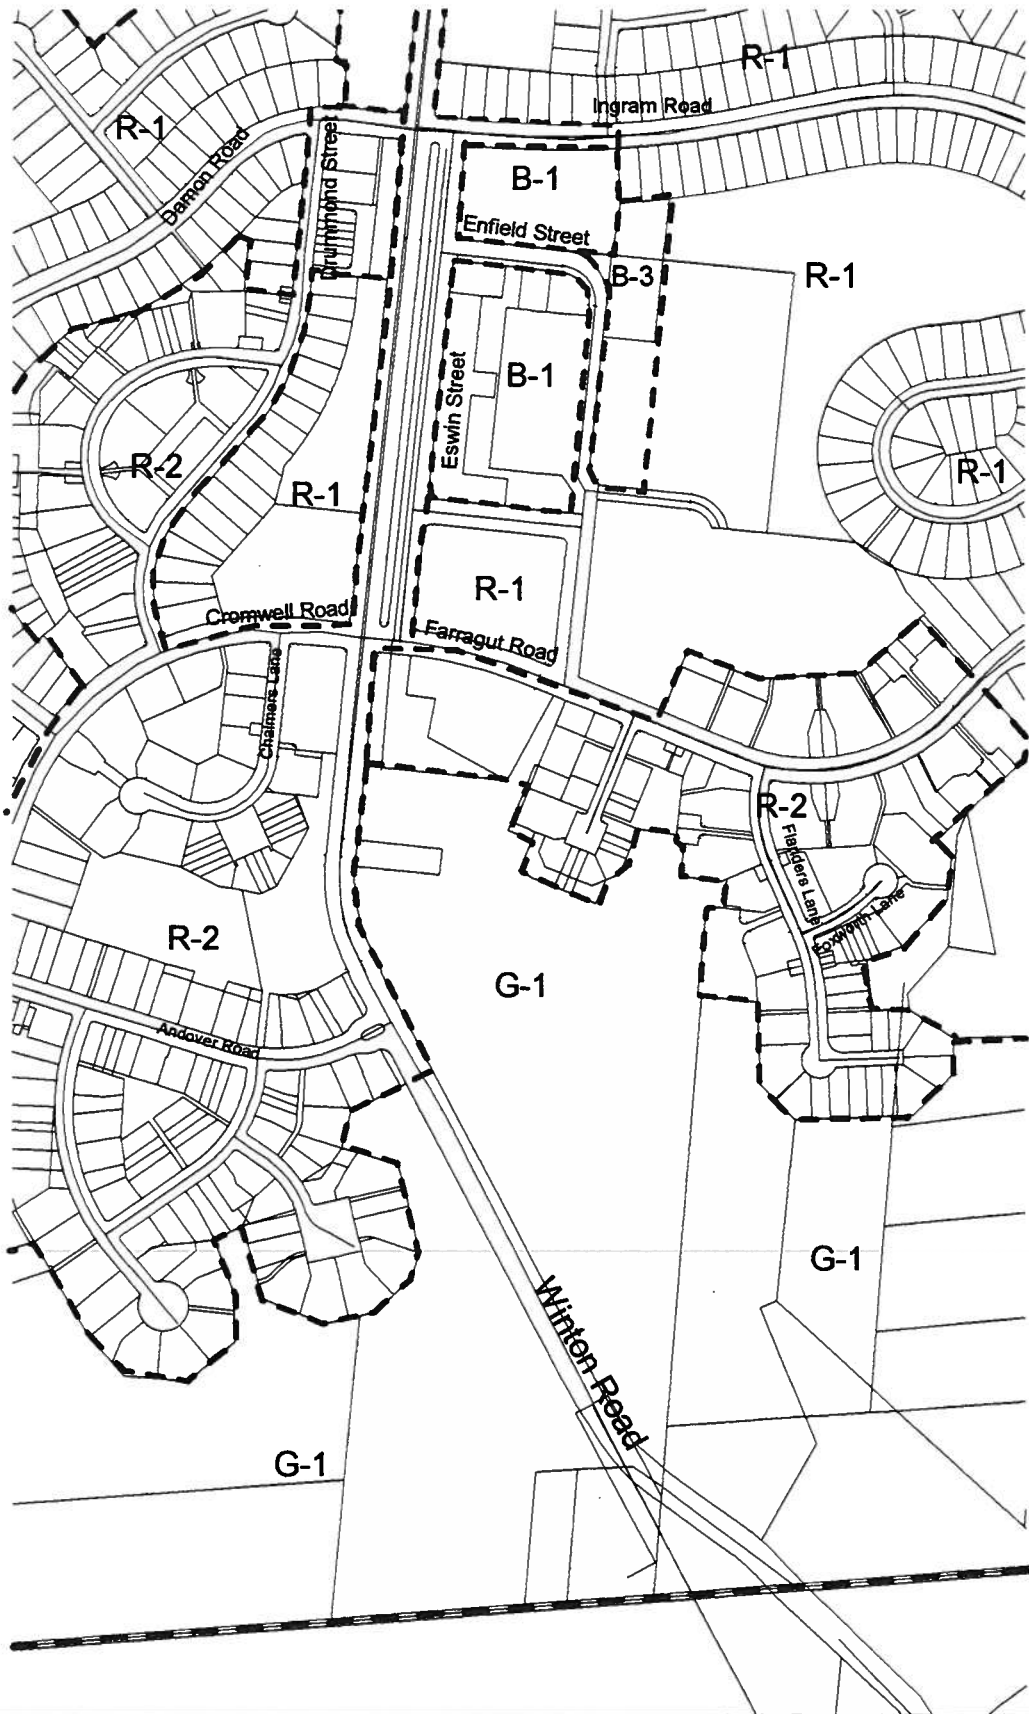 R-1
Ingram Road
R-1
Damon Road
Drummond Street
B-1
Enfield Street
B-3
R-1
B-1
Eswin Street
R-2
R-1
R-1
R-1
Cromwell Road
Farragut Road
Chalmers Lane
R-2
Flanders Lane
Foxworth Lane
R-2
G-1
Andover Road
G-1
Winton Road
G-1